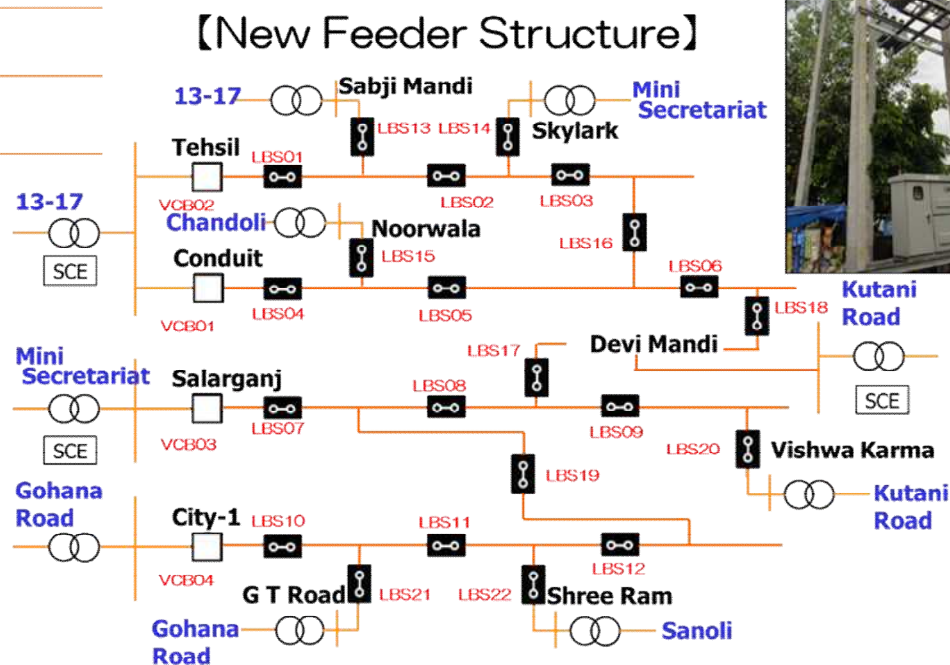 【New Feeder Structure】
13-17
Sabji Mandi
Mini
Secretariat
LBS13
LBS14
Skylark
Tehsil
LBS01
VCB02
LBS02
LBS03
13-17
Chandoli
Noorwala
LBS16
SCE
Conduit
LBS15
LBS06
Kutani
Road
LBS04
LBS05
LBS18
VCB01
Devi Mandi
LBS17
Mini
Secretariat
Salarganj
LBS08
SCE
LBS07
LBS09
VCB03
SCE
LBS20
Vishwa Karma
LBS19
Gohana
Road
Kutani
Road
City-1
LBS10
LBS11
LBS12
VCB04
G T Road
LBS21
LBS22
Shree Ram
Gohana
Road
Sanoli